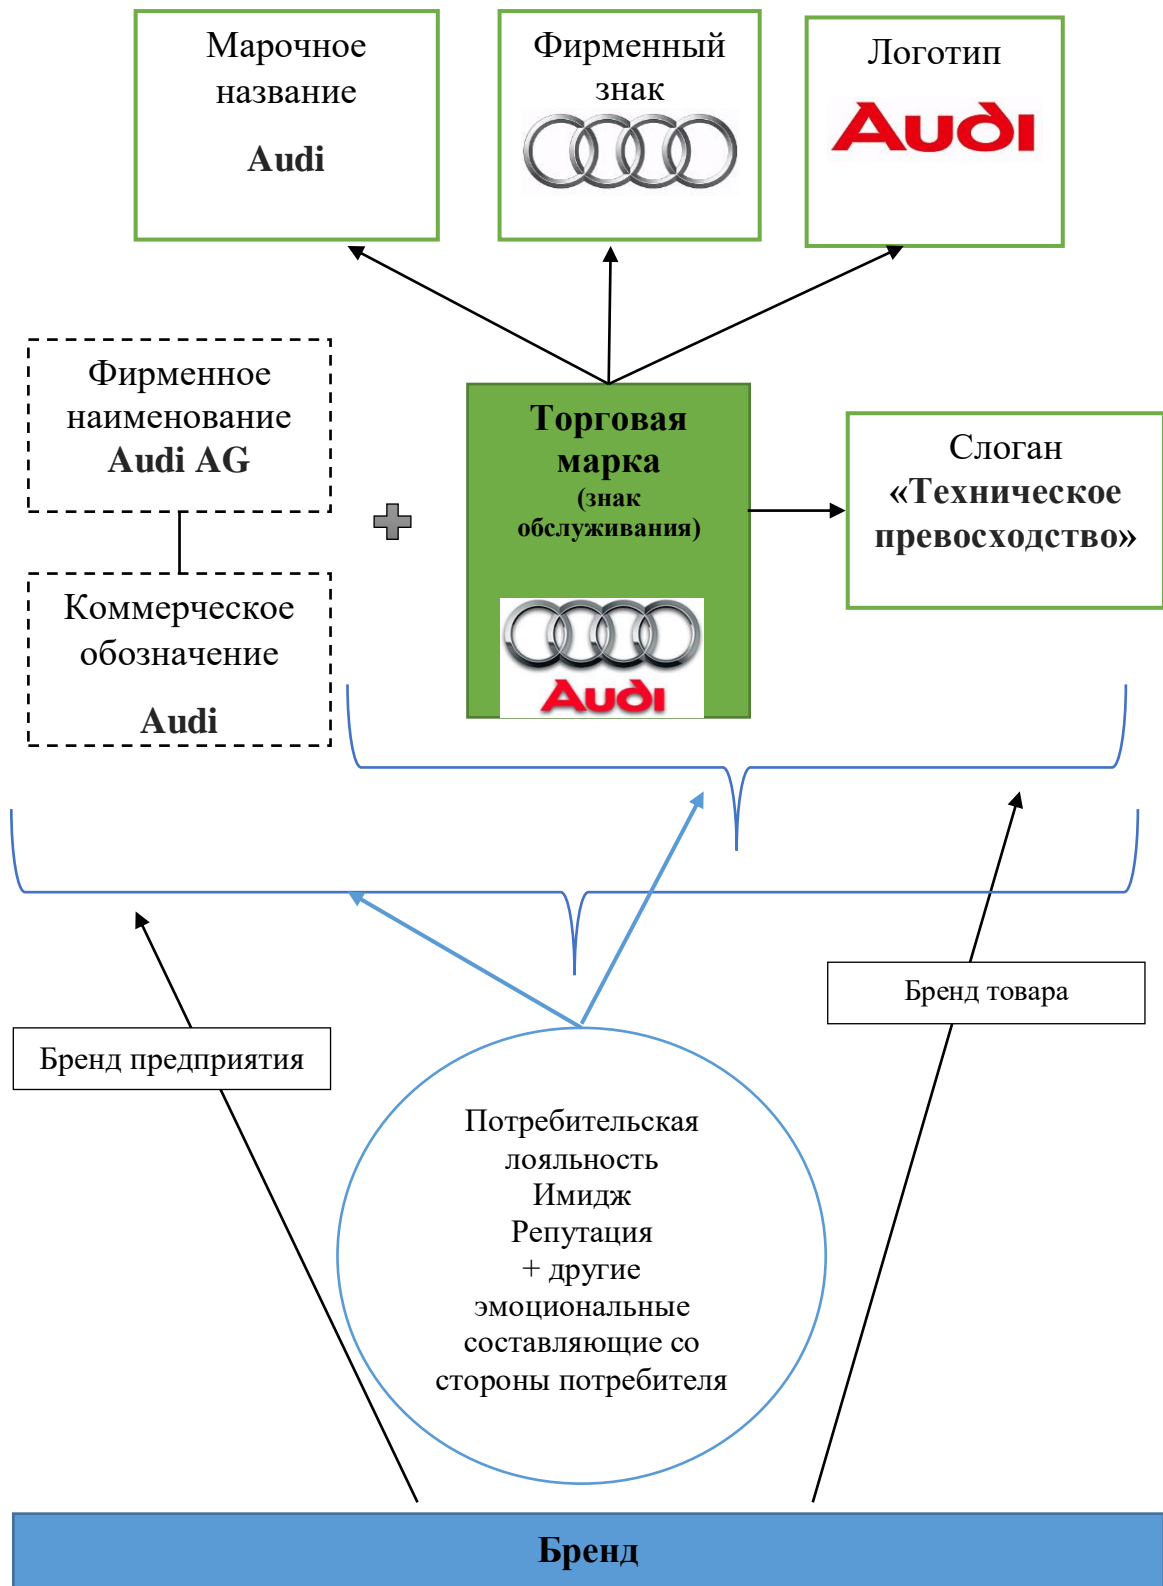 Марочное
название
Audi
Фирменный
знак
Логотип
Audi
Фирменное
наименование
Audi AG
Торговая
марка
(знак
обслуживания)
Audi
Слоган
«Техническое
превосходство»
Коммерческое
обозначение
Audi
Бренд товара
Бренд предприятия
Потребительская
лояльность
Имидж
Репутация
+ другие
эмоциональные
составляющие со
стороны потребителя
Бренд